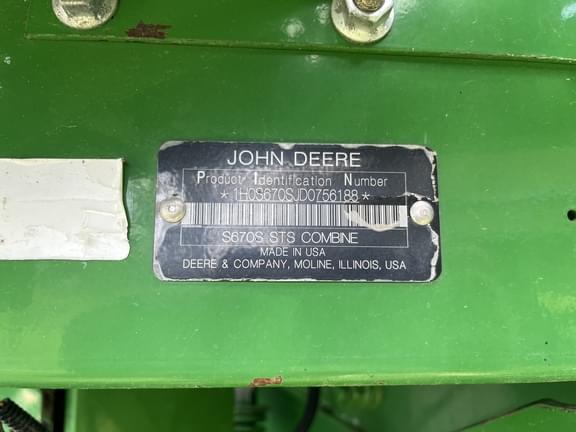 JOHN DEERE
Product Identification Number
*1H0S670SJD0756188*
S670S STS COMBINE
MADE IN USA
DEERE & COMPANY, MOLINE, ILLINOIS, USA